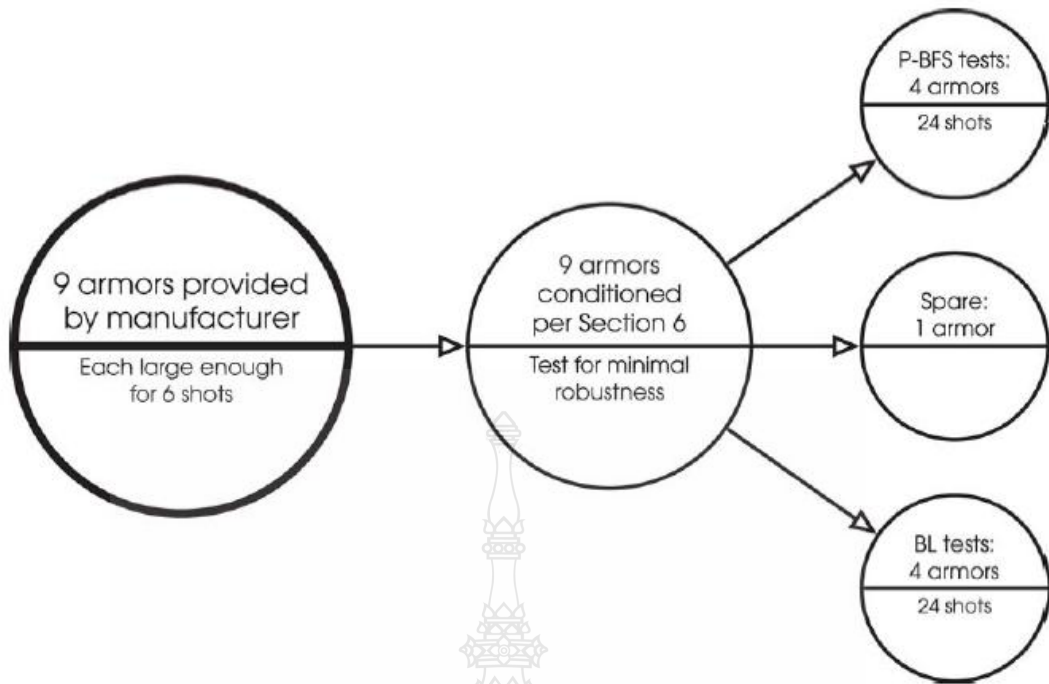 9 armors provided
by manufacturer
Each large enough
for 6 shots
9 armors
conditioned
per Section 6
Test for minimal
robustness
P-BFS tests:
4 armors
24 shots
Spare:
1 armor
BL tests:
4 armors
24 shots